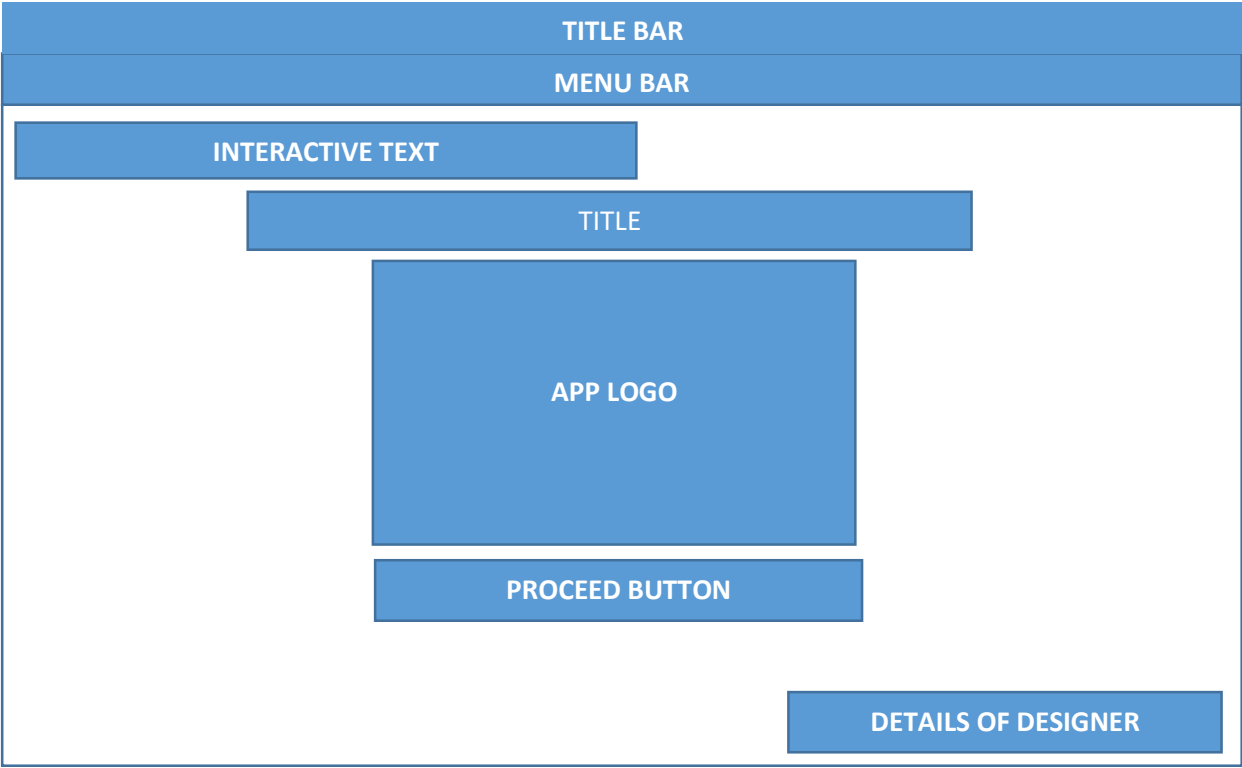 TITLE BAR
MENU BAR
INTERACTIVE TEXT
TITLE
APP LOGO
PROCEED BUTTON
DETAILS OF DESIGNER